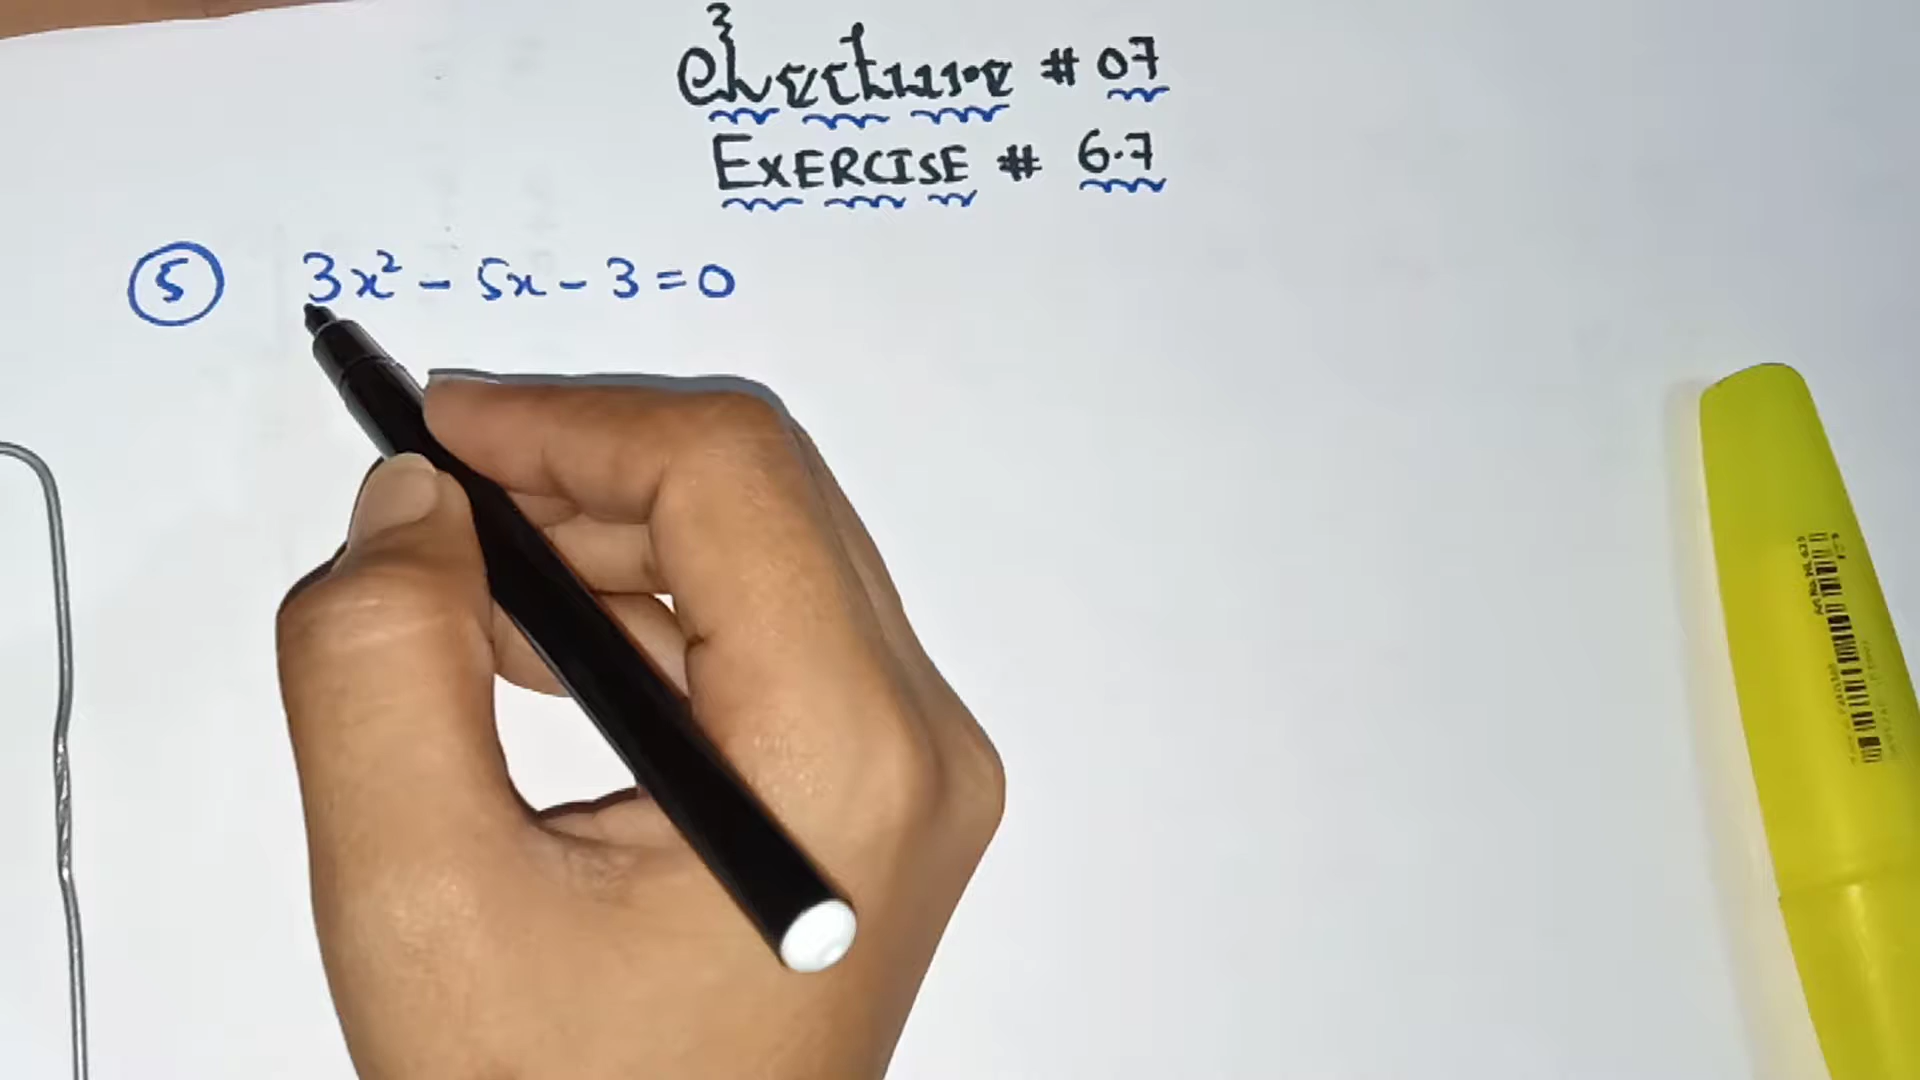 Lecture # 07
EXERCISE # 6.7
5 3x² - 5x - 3 = 0